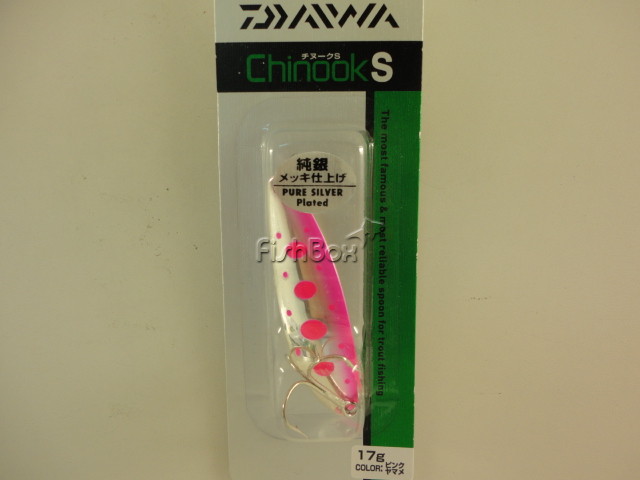 DAIWA
チヌークS
Chinook S
純銀
メッキ仕上げ
PURE SILVER
Plated
The most famous & most reliable spoon for trout fishing
FishBox
17g
COLOR: ピンク
ヤマメ